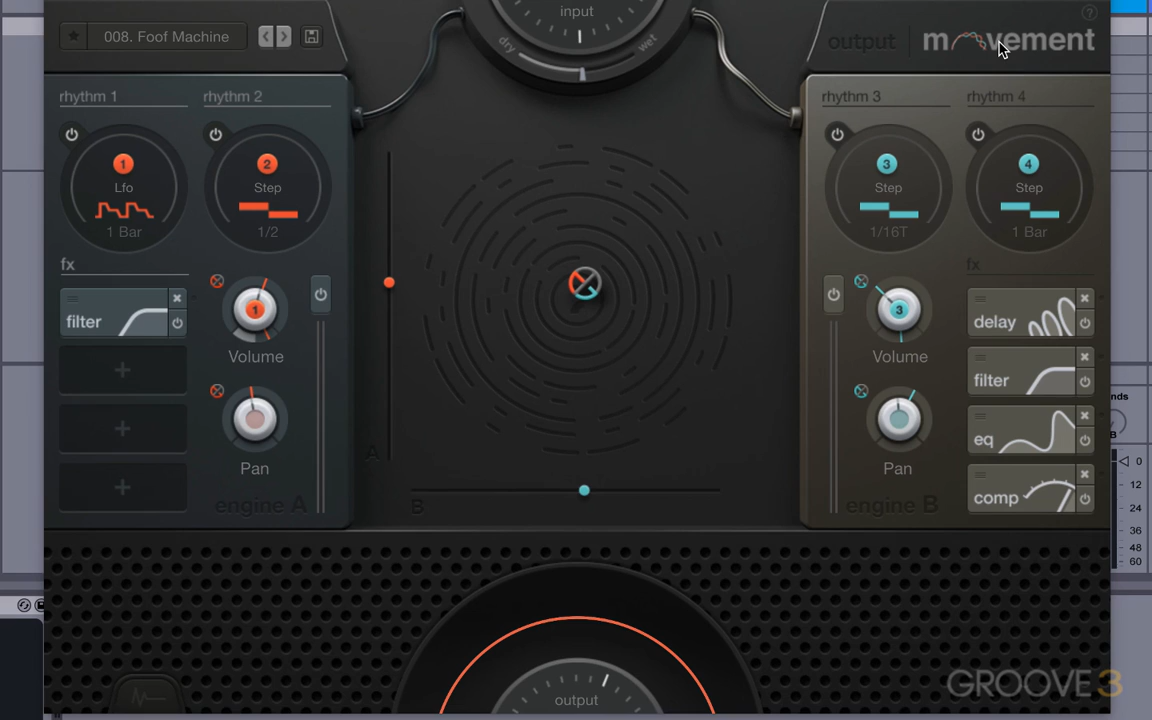 input
008. Foof Machine
dry
wet
output | movement
?
rhythm 1
rhythm 2
rhythm 3
rhythm 4
1
Lfo
1 Bar
2
Step
1/2
3
Step
1/16T
4
Step
1 Bar
fx
filter
1
Volume
Pan
engine A
A
B
3
Volume
Pan
engine B
fx
delay
filter
eq
comp
nds
B
0
12
24
36
48
60
output
GROOVE3